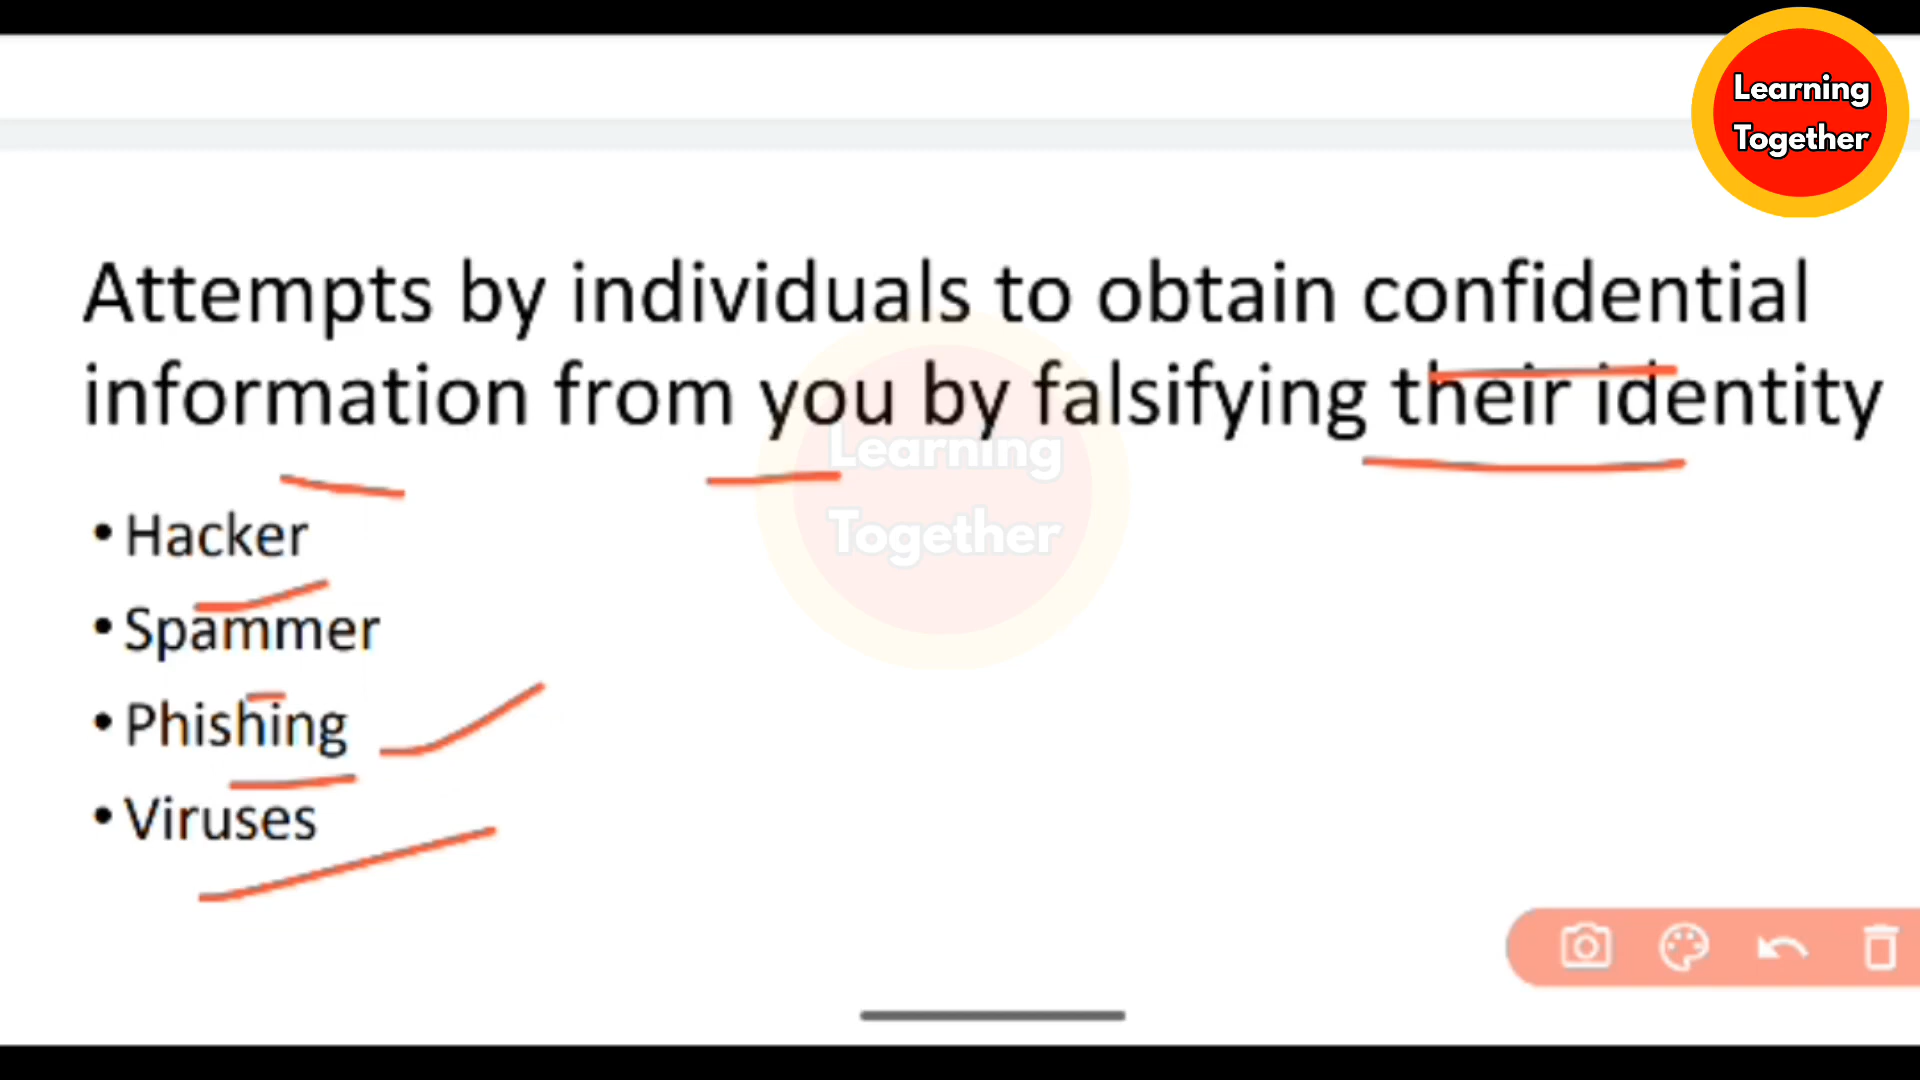 Learning
Together
Attempts by individuals to obtain confidential
information from you by falsifying their identity
Learning
Together
• Hacker
• Spammer
• Phishing
• Viruses